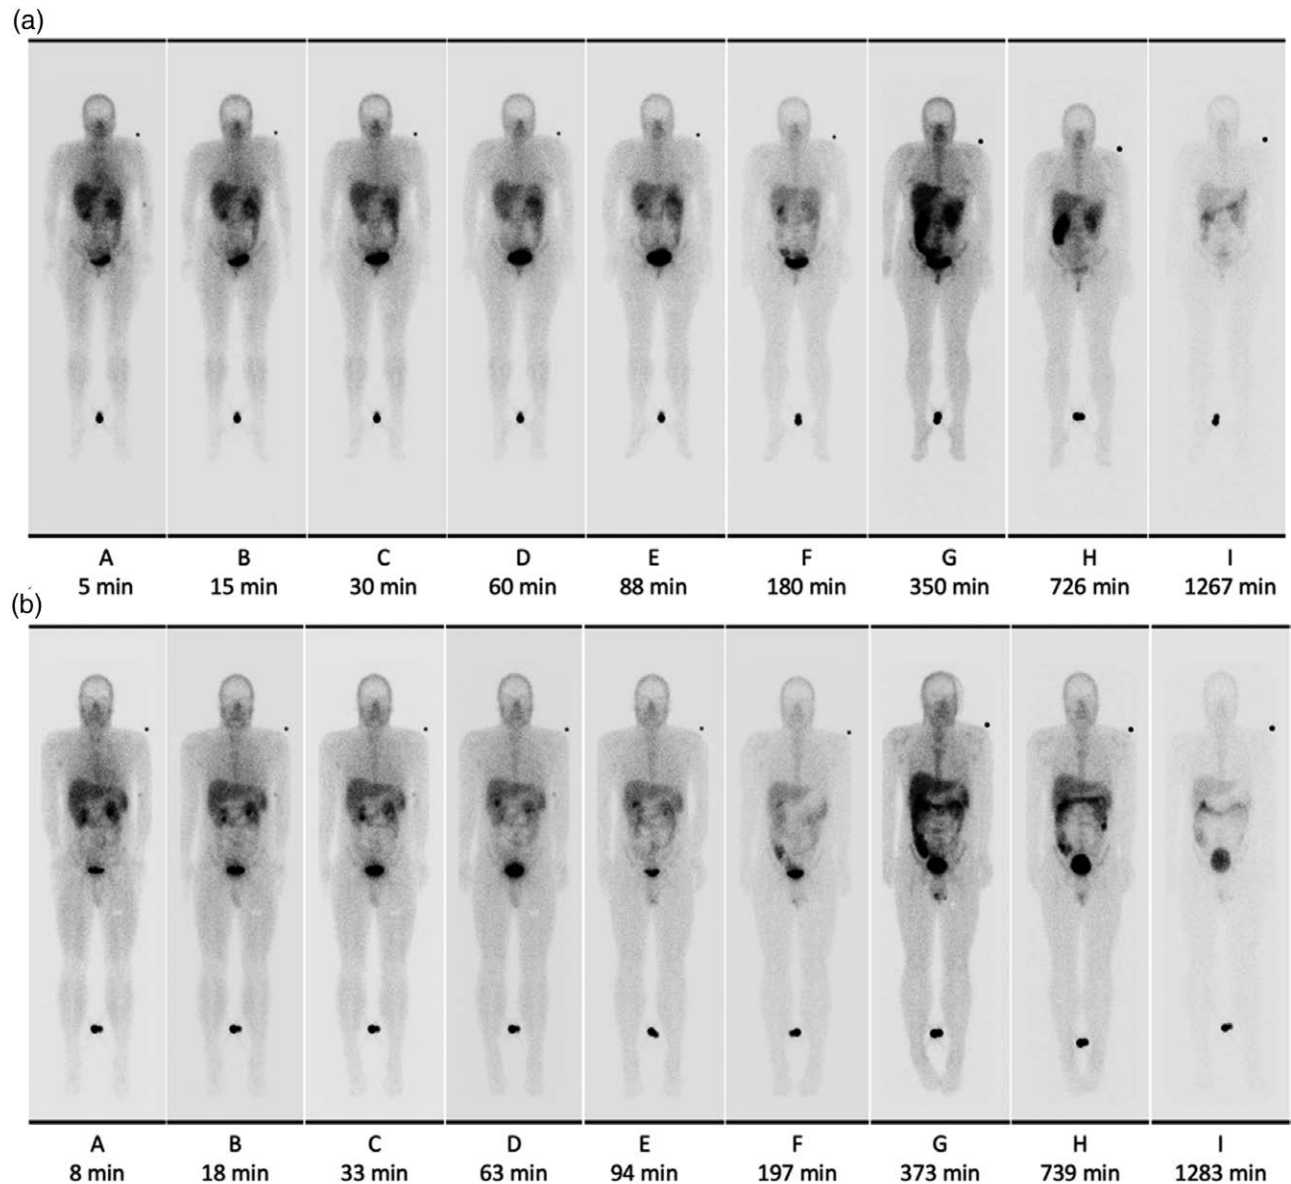 (a)
A B C D E F G H I
5 min 15 min 30 min 60 min 88 min 180 min 350 min 726 min 1267 min
(b)
A B C D E F G H I
8 min 18 min 33 min 63 min 94 min 197 min 373 min 739 min 1283 min